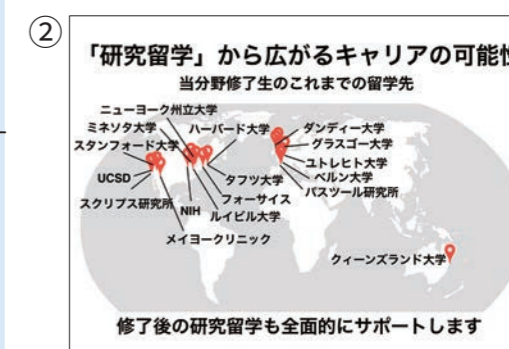 ②
「研究留学」から広がるキャリアの可能性
当分野修了生のこれまでの留学先
ニューヨーク州立大学
ミネソタ大学
ハーバード大学
ダンディー大学
スタンフォード大学
グラスゴー大学
ユトレヒト大学
UCSD
タフツ大学
ベルン大学
スクリプス研究所
NIH
フォーサイス
パスツール研究所
ルイビル大学
メイヨークリニック
クィーンズランド大学
修了後の研究留学も全面的にサポートします